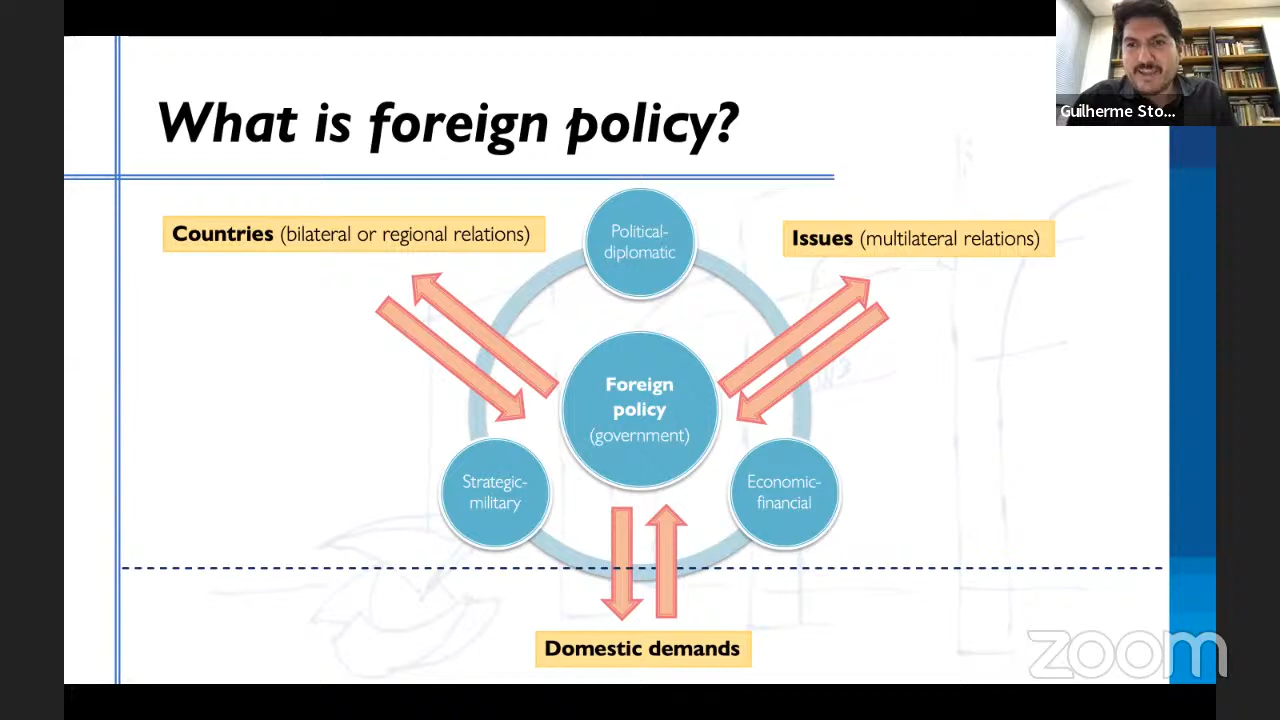 What is foreign policy?
Guilherme Sto...
Countries (bilateral or regional relations)
Political-
diplomatic
Issues (multilateral relations)
Foreign
policy
(government)
Strategic-
military
Economic-
financial
Domestic demands
zoom